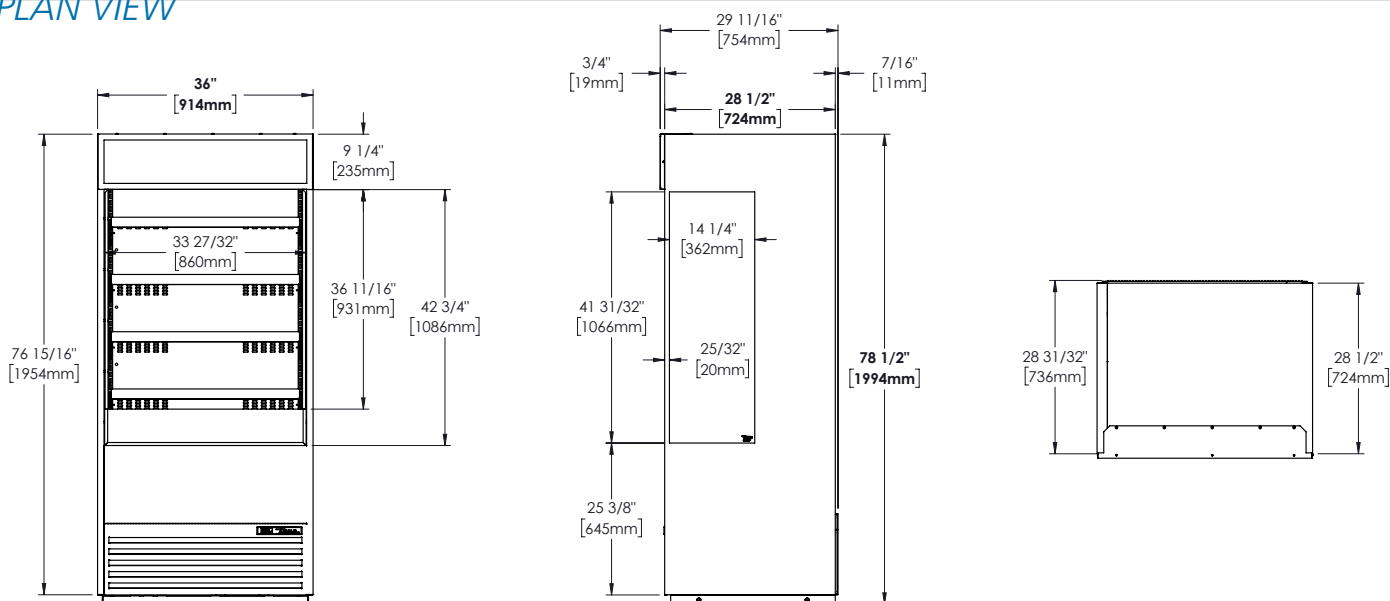 PLAN VIEW
36"
[914mm]
9 1/4"
[235mm]
33 27/32"
[860mm]
36 11/16"
[931mm]
42 3/4"
[1086mm]
76 15/16"
[1954mm]
29 11/16"
[754mm]
3/4"
[19mm]
7/16"
[11mm]
28 1/2"
[724mm]
14 1/4"
[362mm]
41 31/32"
[1066mm]
25/32"
[20mm]
78 1/2"
[1994mm]
25 3/8"
[645mm]
28 31/32"
[736mm]
28 1/2"
[724mm]